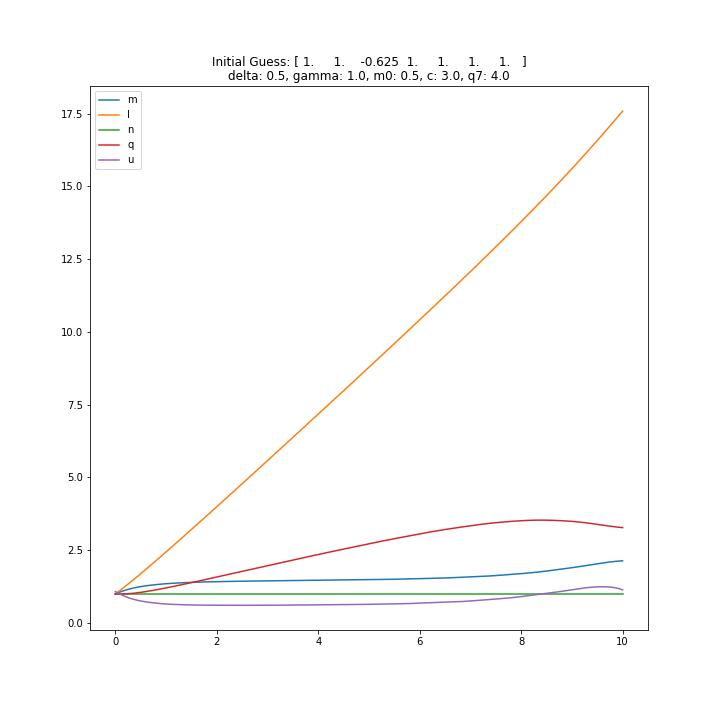 Initial Guess: [ 1. 1. -0.625 1. 1. 1. 1. ]
delta: 0.5, gamma: 1.0, m0: 0.5, c: 3.0, q7: 4.0
m
l
n
q
u
17.5
15.0
12.5
10.0
7.5
5.0
2.5
0.0
0 2 4 6 8 10